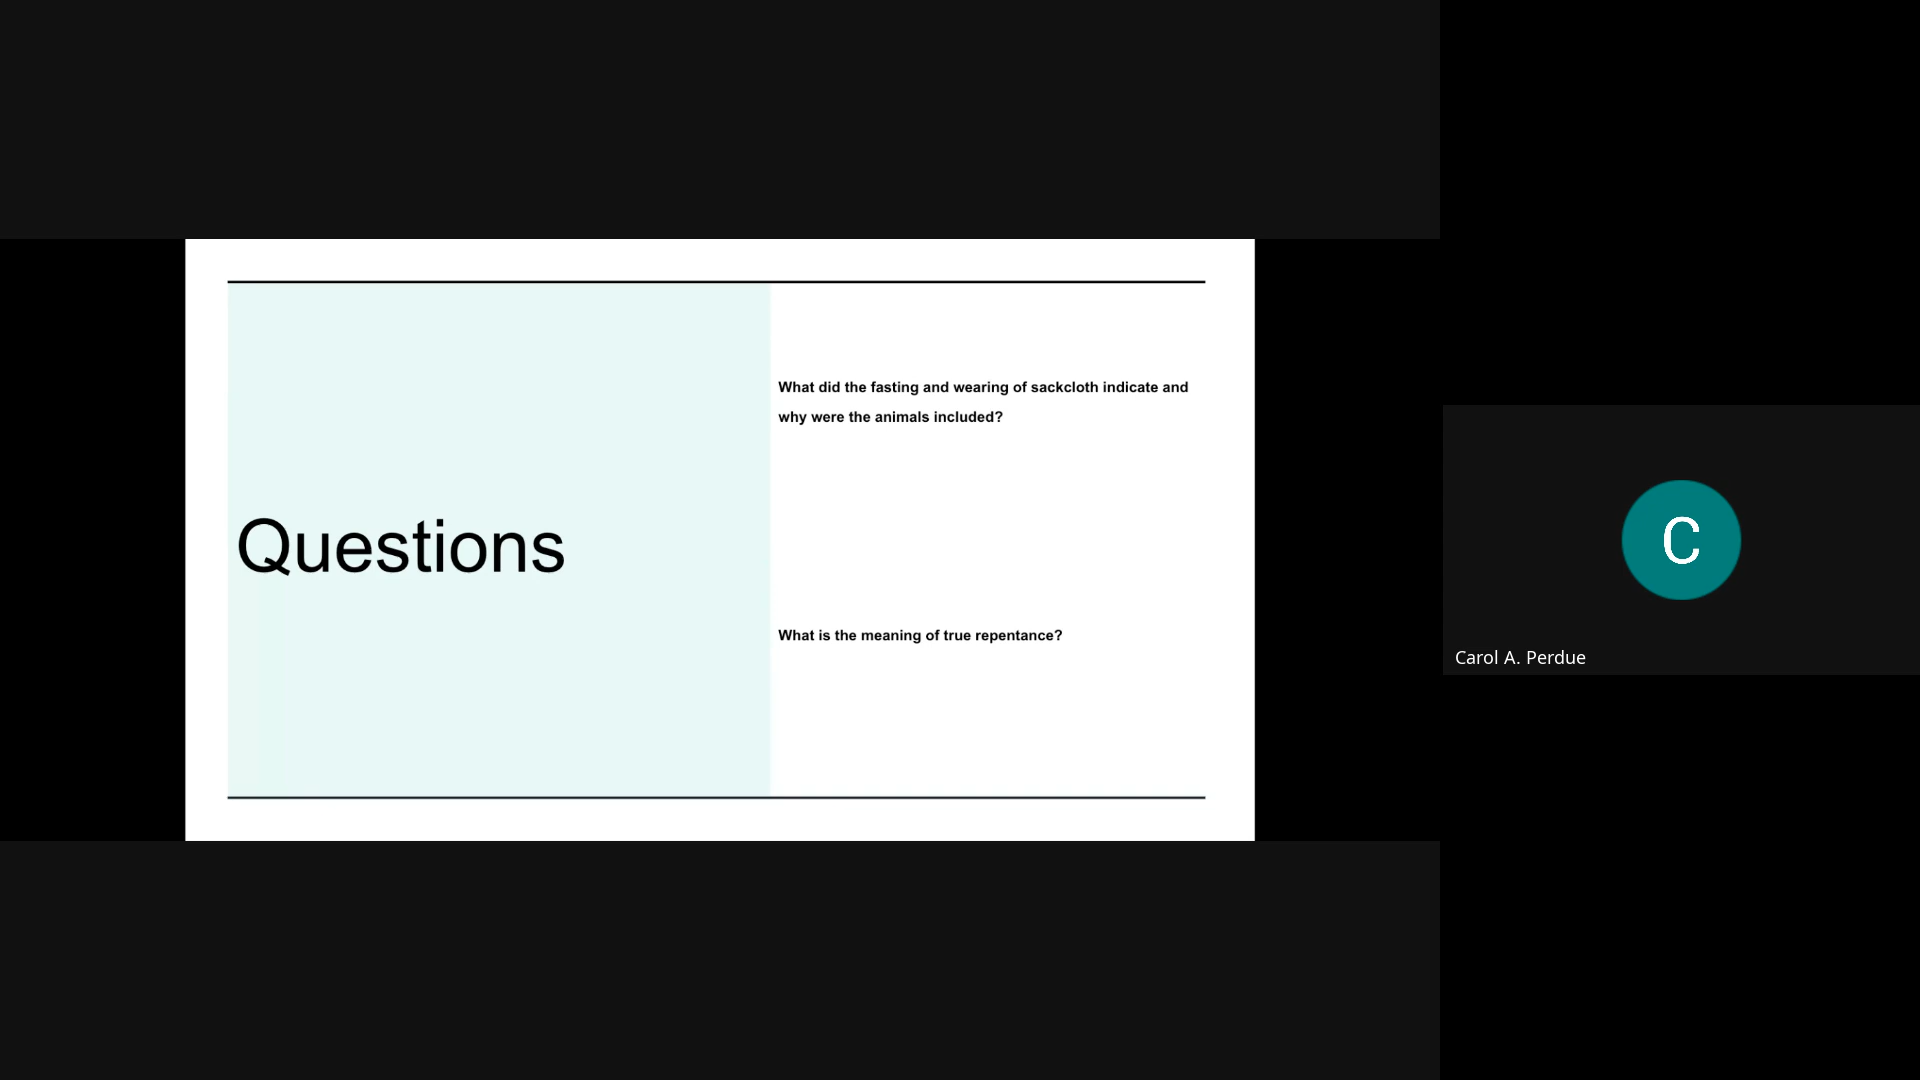 What did the fasting and wearing of sackcloth indicate and
why were the animals included?
Questions
What is the meaning of true repentance?
C
Carol A. Perdue